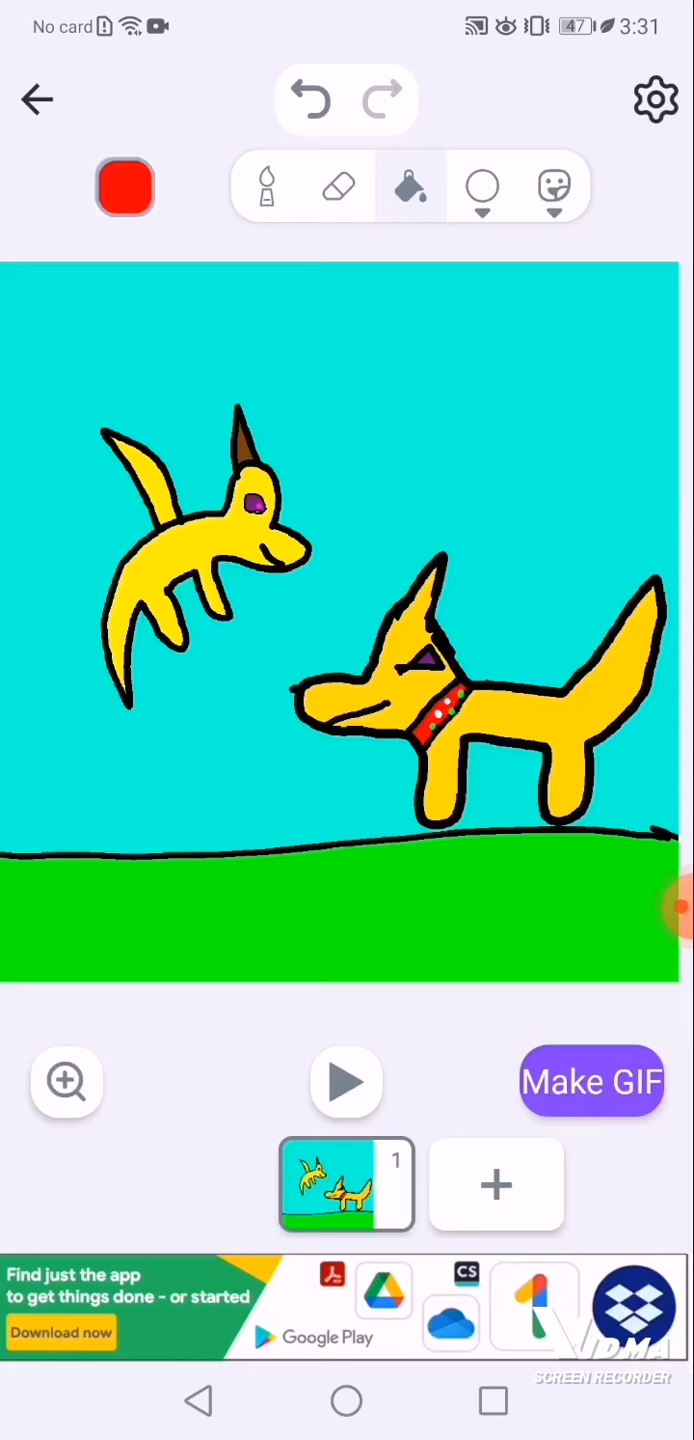 No card
47
3:31
Make GIF
1
Find just the app
to get things done - or started
Download now
Google Play
CS
VDMA
SCREEN RECORDER